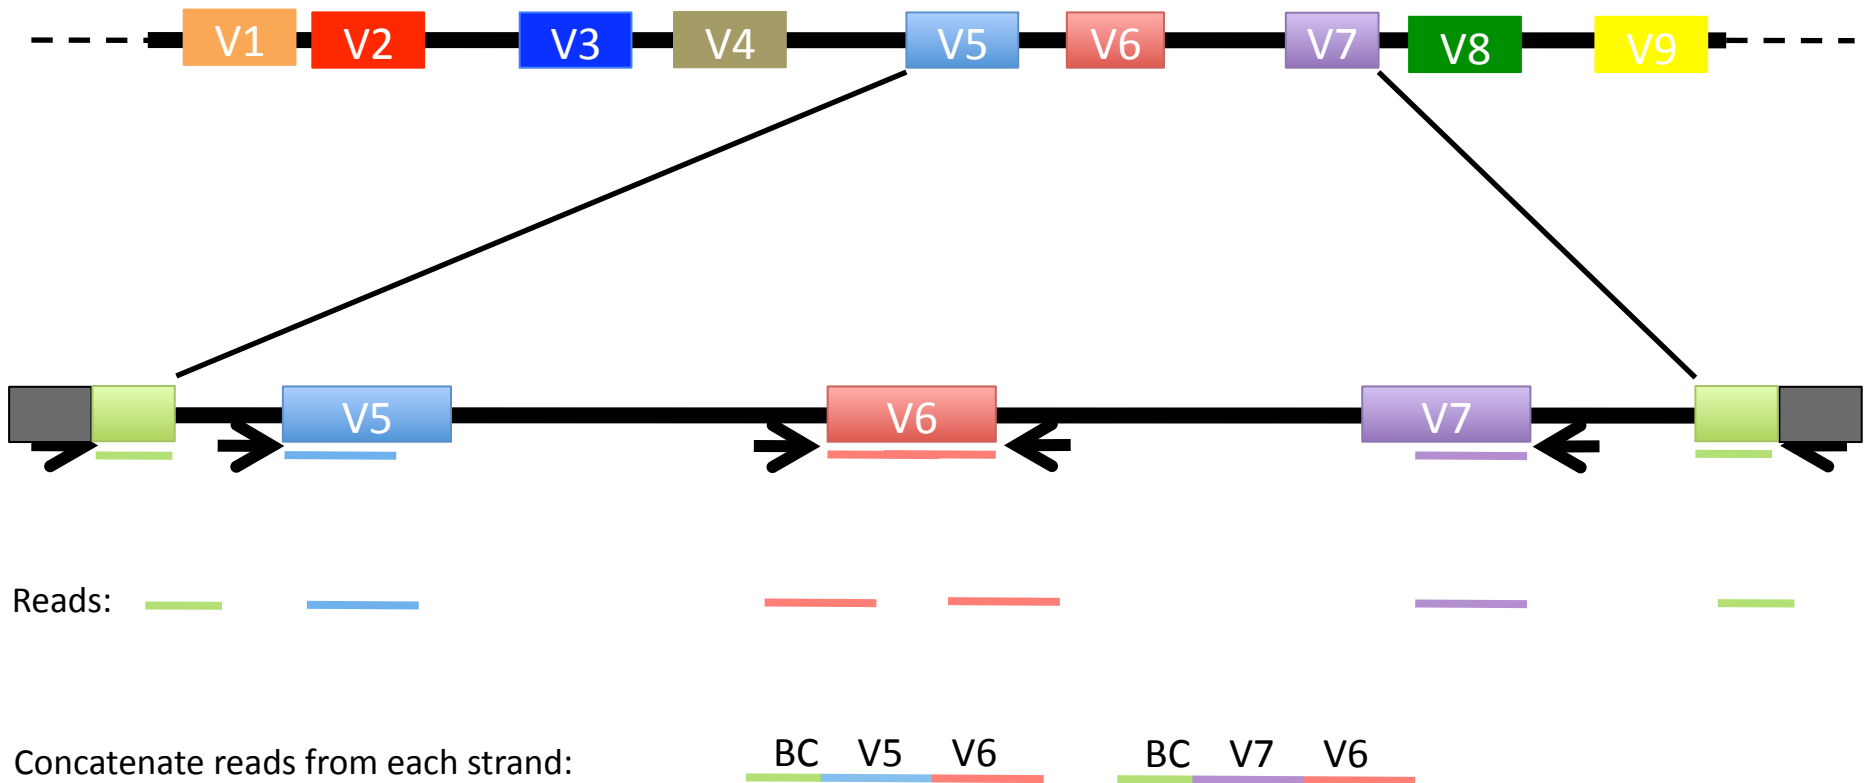 V1 V2 V3 V4 V5 V6 V7 V8 V9
V5 V6 V7
Reads:
BC V5 V6 BC V7 V6
Concatenate reads from each strand: